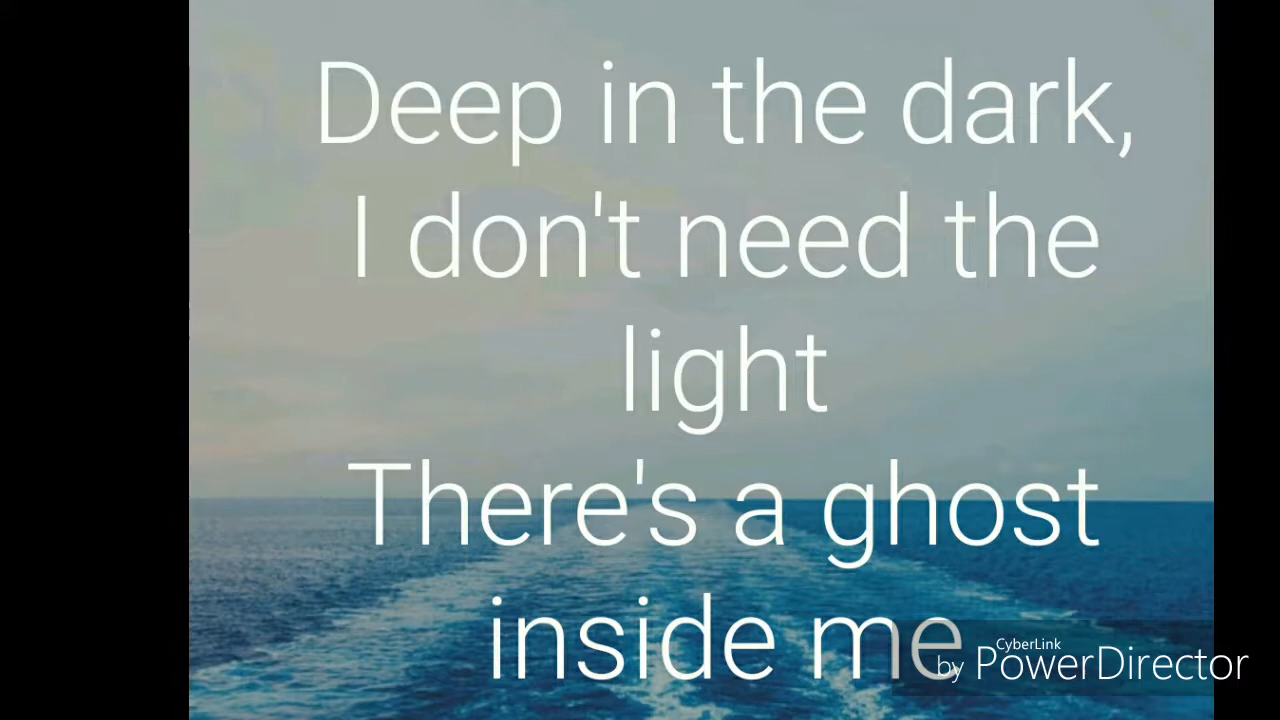 Deep in the dark,
I don't need the
light
There's a ghost
inside me
CyberLink
by PowerDirector